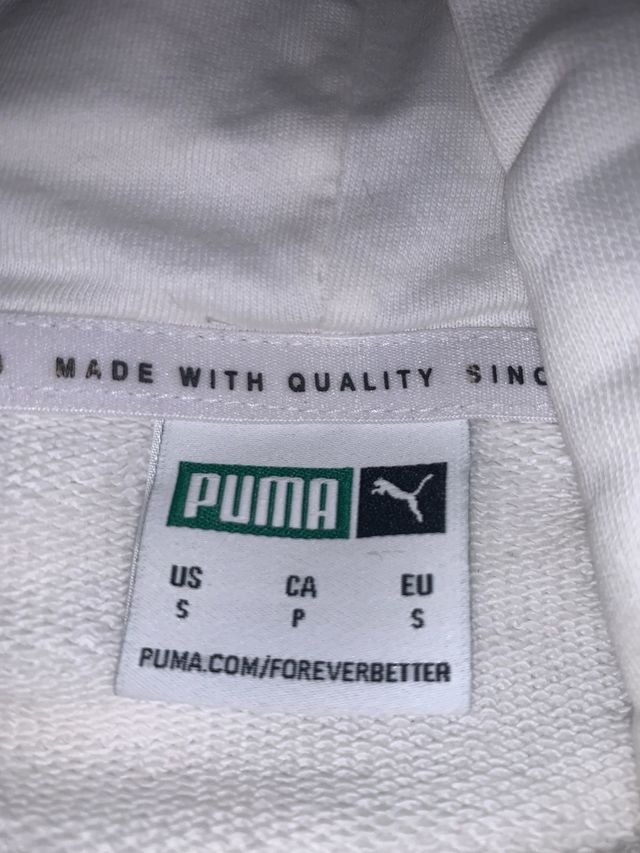 MADE WITH QUALITY
PUMA
US CA EU
S P S
PUMA.COM/FOREVERBETTER